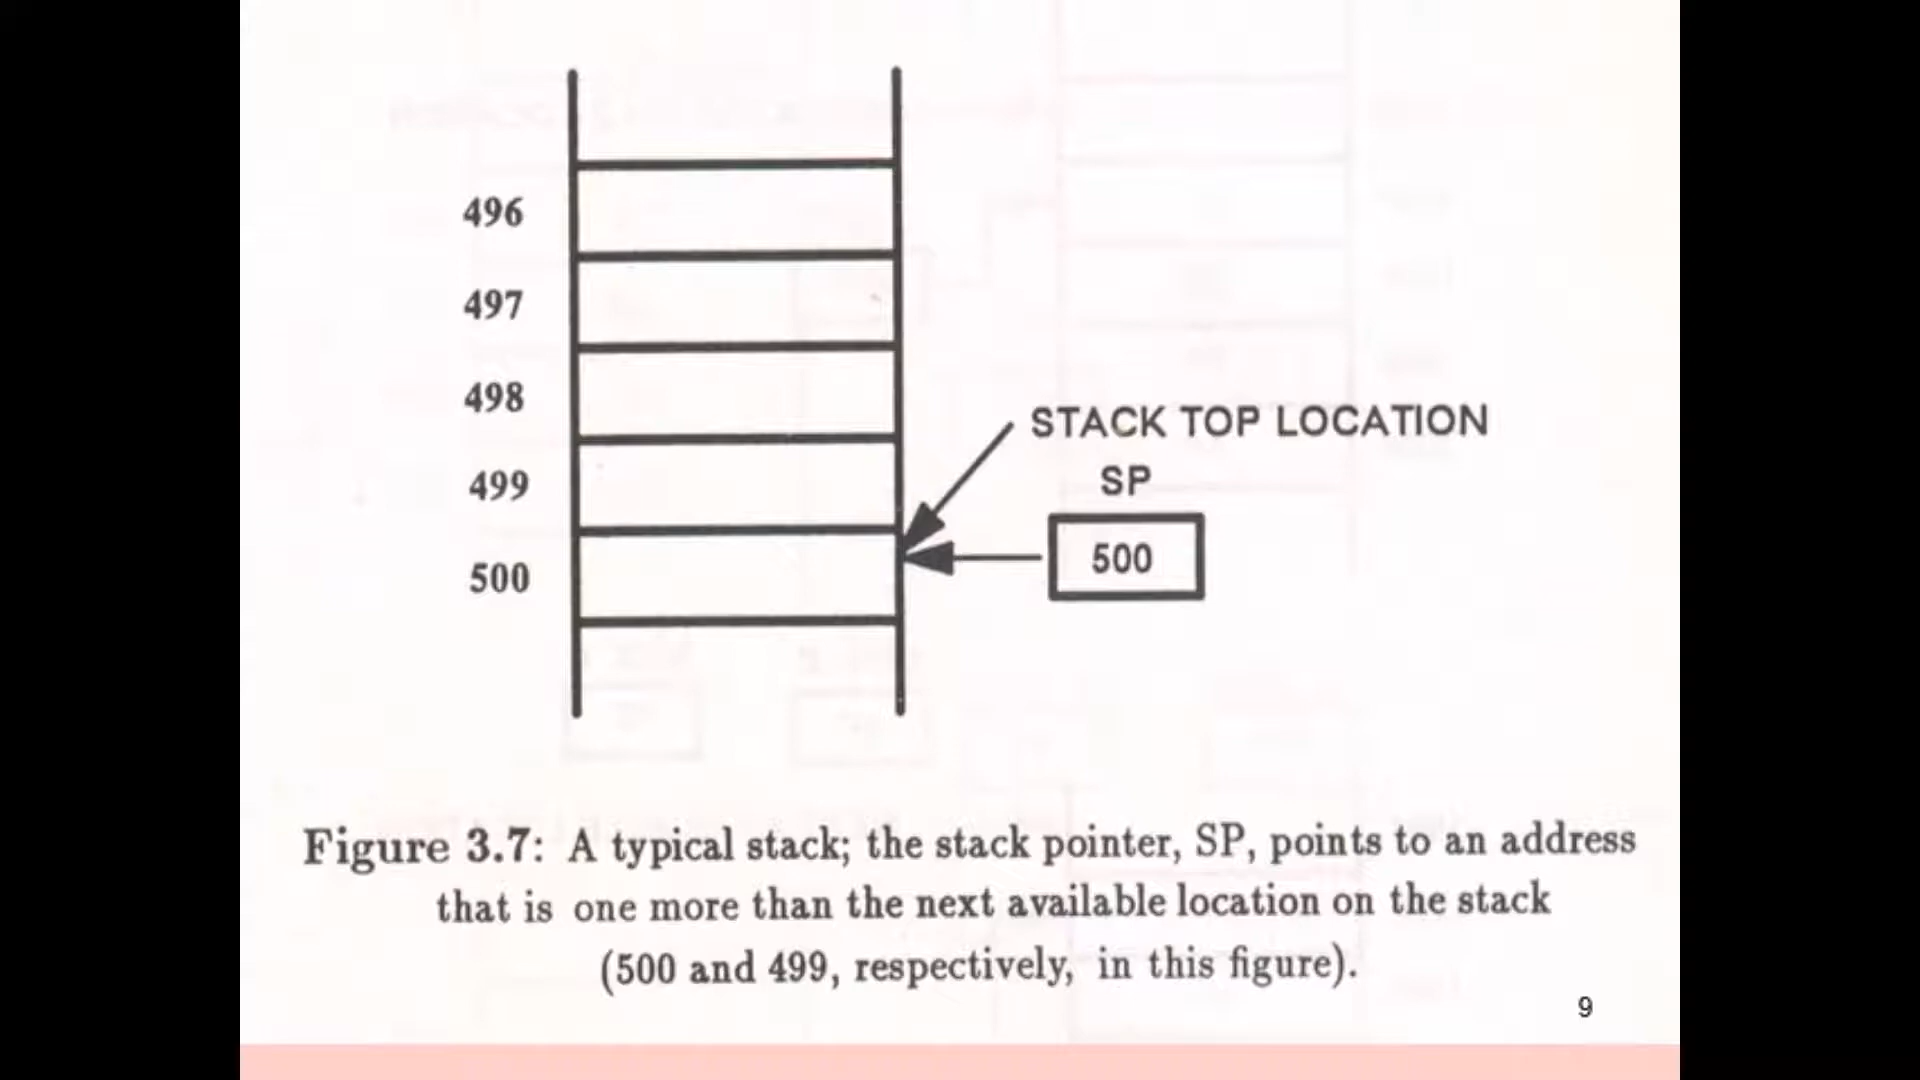 496
497
498
STACK TOP LOCATION
SP
499
500
500
Figure 3.7: A typical stack; the stack pointer, SP, points to an address
that is one more than the next available location on the stack
(500 and 499, respectively, in this figure).
9